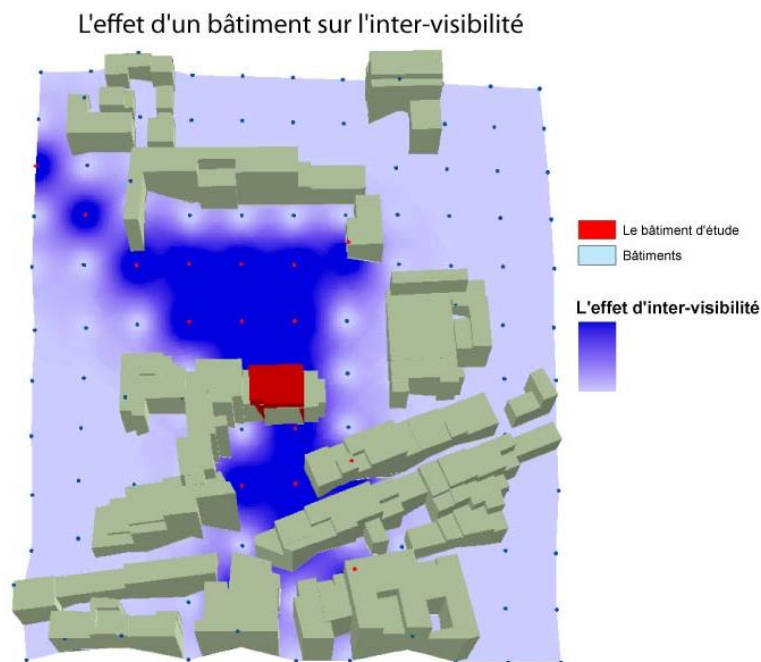 L'effet d'un bâtiment sur l'inter-visibilité
Le bâtiment d'étude
Bâtiments
L'effet d'inter-visibilité